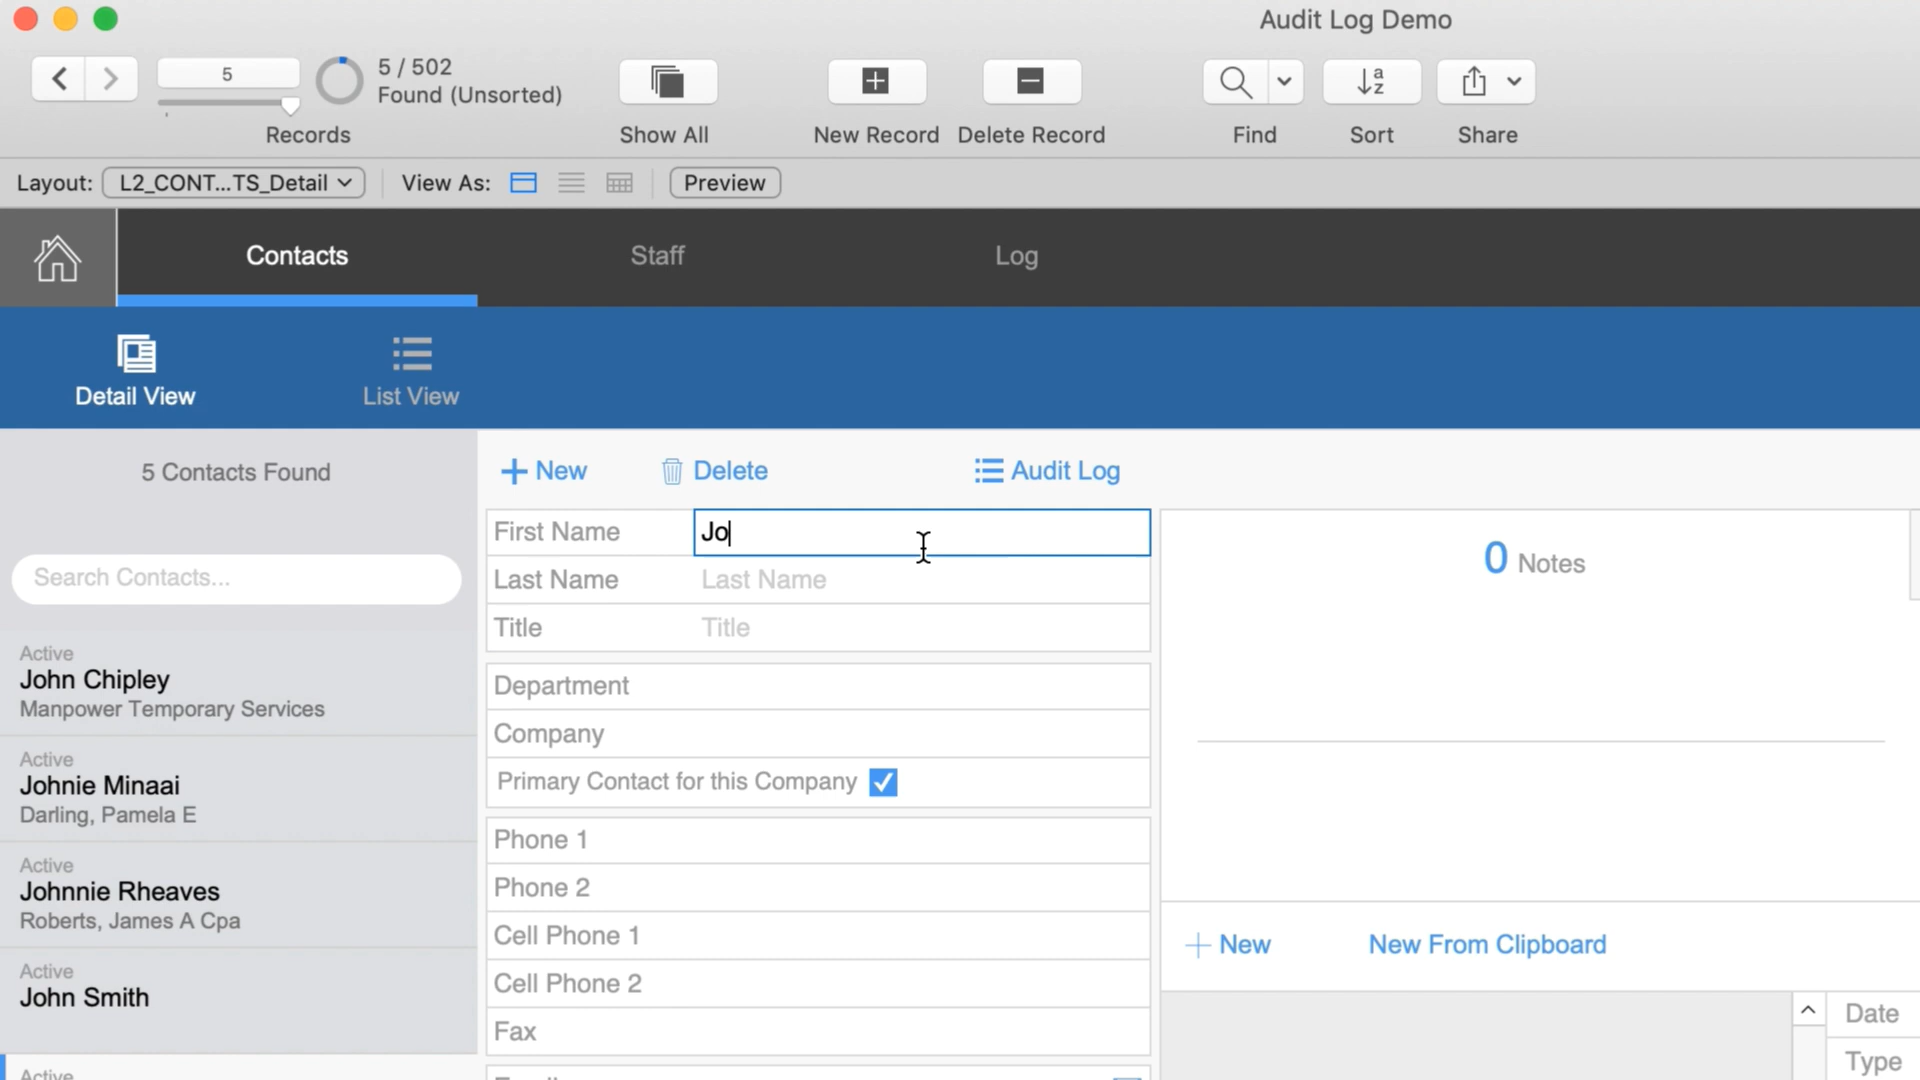 Audit Log Demo
5
5 / 502
Found (Unsorted)
Records
Show All
New Record
Delete Record
Find
Sort
Share
Layout:
L2_CONT...TS_Detail
View As:
Preview
Contacts
Staff
Log
Detail View
List View
5 Contacts Found
New
Delete
Audit Log
Search Contacts...
Active
John Chipley
Manpower Temporary Services
Active
Johnie Minaai
Darling, Pamela E
Active
Johnnie Rheaves
Roberts, James A Cpa
Active
John Smith
Active
First Name
Jo
Last Name
Last Name
Title
Title
Department
Company
Primary Contact for this Company
Phone 1
Phone 2
Cell Phone 1
Cell Phone 2
Fax
0 Notes
New
New From Clipboard
Date
Type